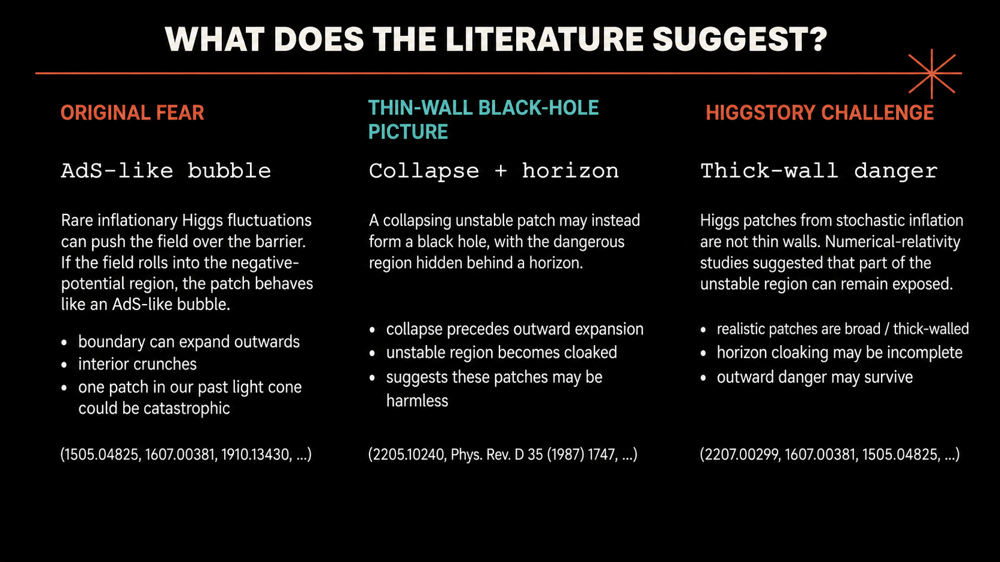 WHAT DOES THE LITERATURE SUGGEST?
ORIGINAL FEAR
AdS-like bubble
Rare inflationary Higgs fluctuations
can push the field over the barrier.
If the field rolls into the negative-
potential region, the patch behaves
like an AdS-like bubble.
• boundary can expand outwards
• interior crunches
• one patch in our past light cone
could be catastrophic
(1505.04825, 1607.00381, 1910.13430, ...)
THIN-WALL BLACK-HOLE
PICTURE
Collapse + horizon
A collapsing unstable patch may instead
form a black hole, with the dangerous
region hidden behind a horizon.
• collapse precedes outward expansion
• unstable region becomes cloaked
• suggests these patches may be
harmless
(2205.10240, Phys. Rev. D 35 (1987) 1747, ...)
HIGGSTORY CHALLENGE
Thick-wall danger
Higgs patches from stochastic inflation
are not thin walls. Numerical-relativity
studies suggested that part of the
unstable region can remain exposed.
• realistic patches are broad / thick-walled
• horizon cloaking may be incomplete
• outward danger may survive
(2207.00299, 1607.00381, 1505.04825, ...)